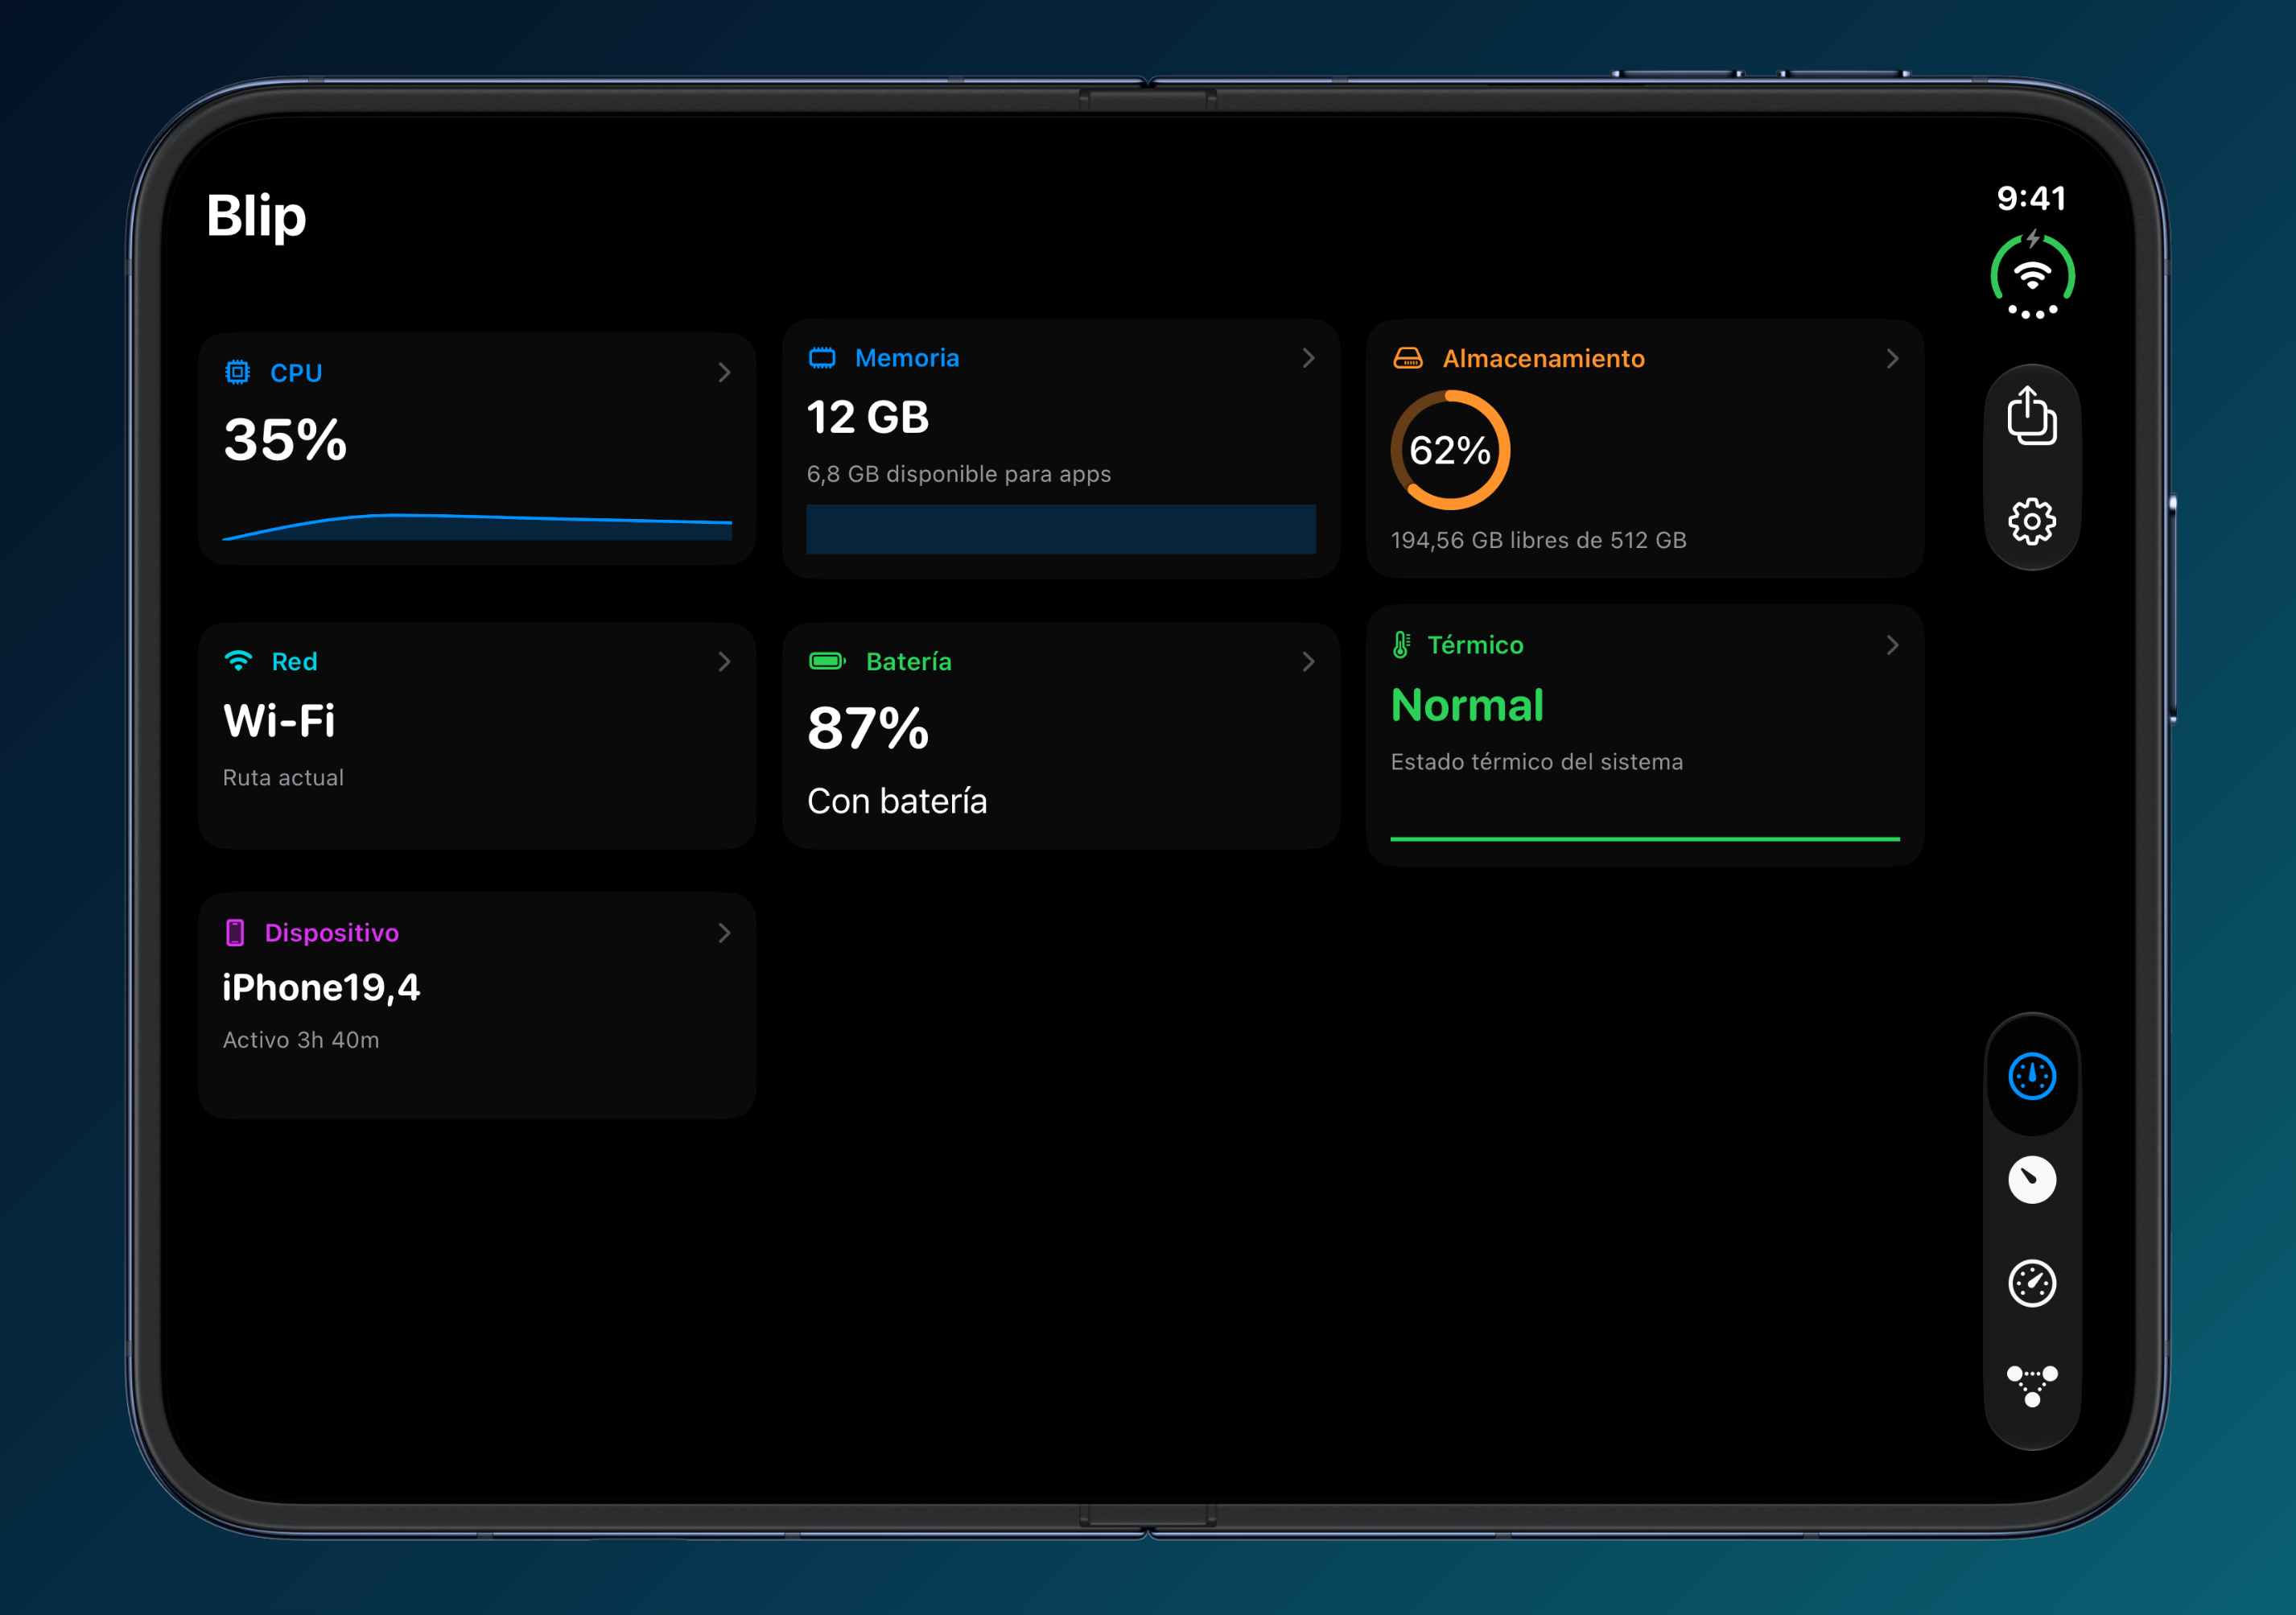 Blip
9:41
CPU
35%
Memoria
12 GB
6,8 GB disponible para apps
Almacenamiento
62%
194,56 GB libres de 512 GB
Red
Wi-Fi
Ruta actual
Batería
87%
Con batería
Térmico
Normal
Estado térmico del sistema
Dispositivo
iPhone19,4
Activo 3h 40m